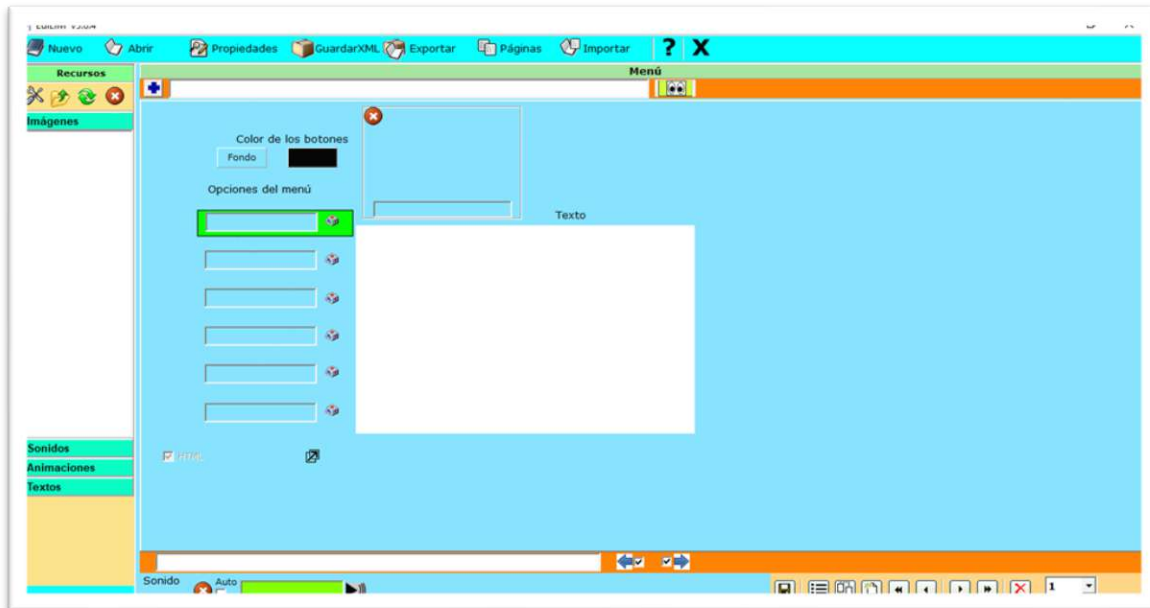 Nuevo Abrir Propiedades GuardarXML Exportar Páginas Importar ? X
Recursos
Menú
Imágenes
Color de los botones
Fondo
Opciones del menú
Texto
Sonidos
HTML
Animaciones
Textos
Sonido Auto
1